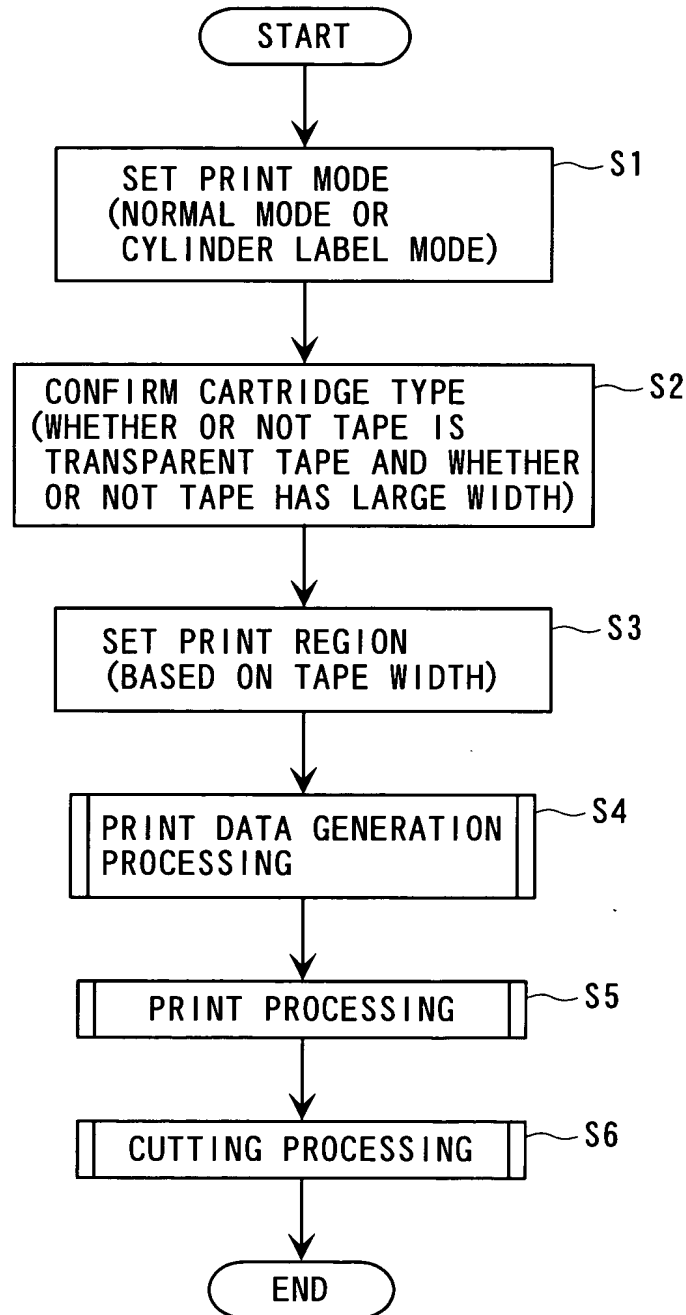 START
S1
SET PRINT MODE
(NORMAL MODE OR
CYLINDER LABEL MODE)
S2
CONFIRM CARTRIDGE TYPE
(WHETHER OR NOT TAPE IS
TRANSPARENT TAPE AND WHETHER
OR NOT TAPE HAS LARGE WIDTH)
S3
SET PRINT REGION
(BASED ON TAPE WIDTH)
S4
PRINT DATA GENERATION
PROCESSING
S5
PRINT PROCESSING
S6
CUTTING PROCESSING
END